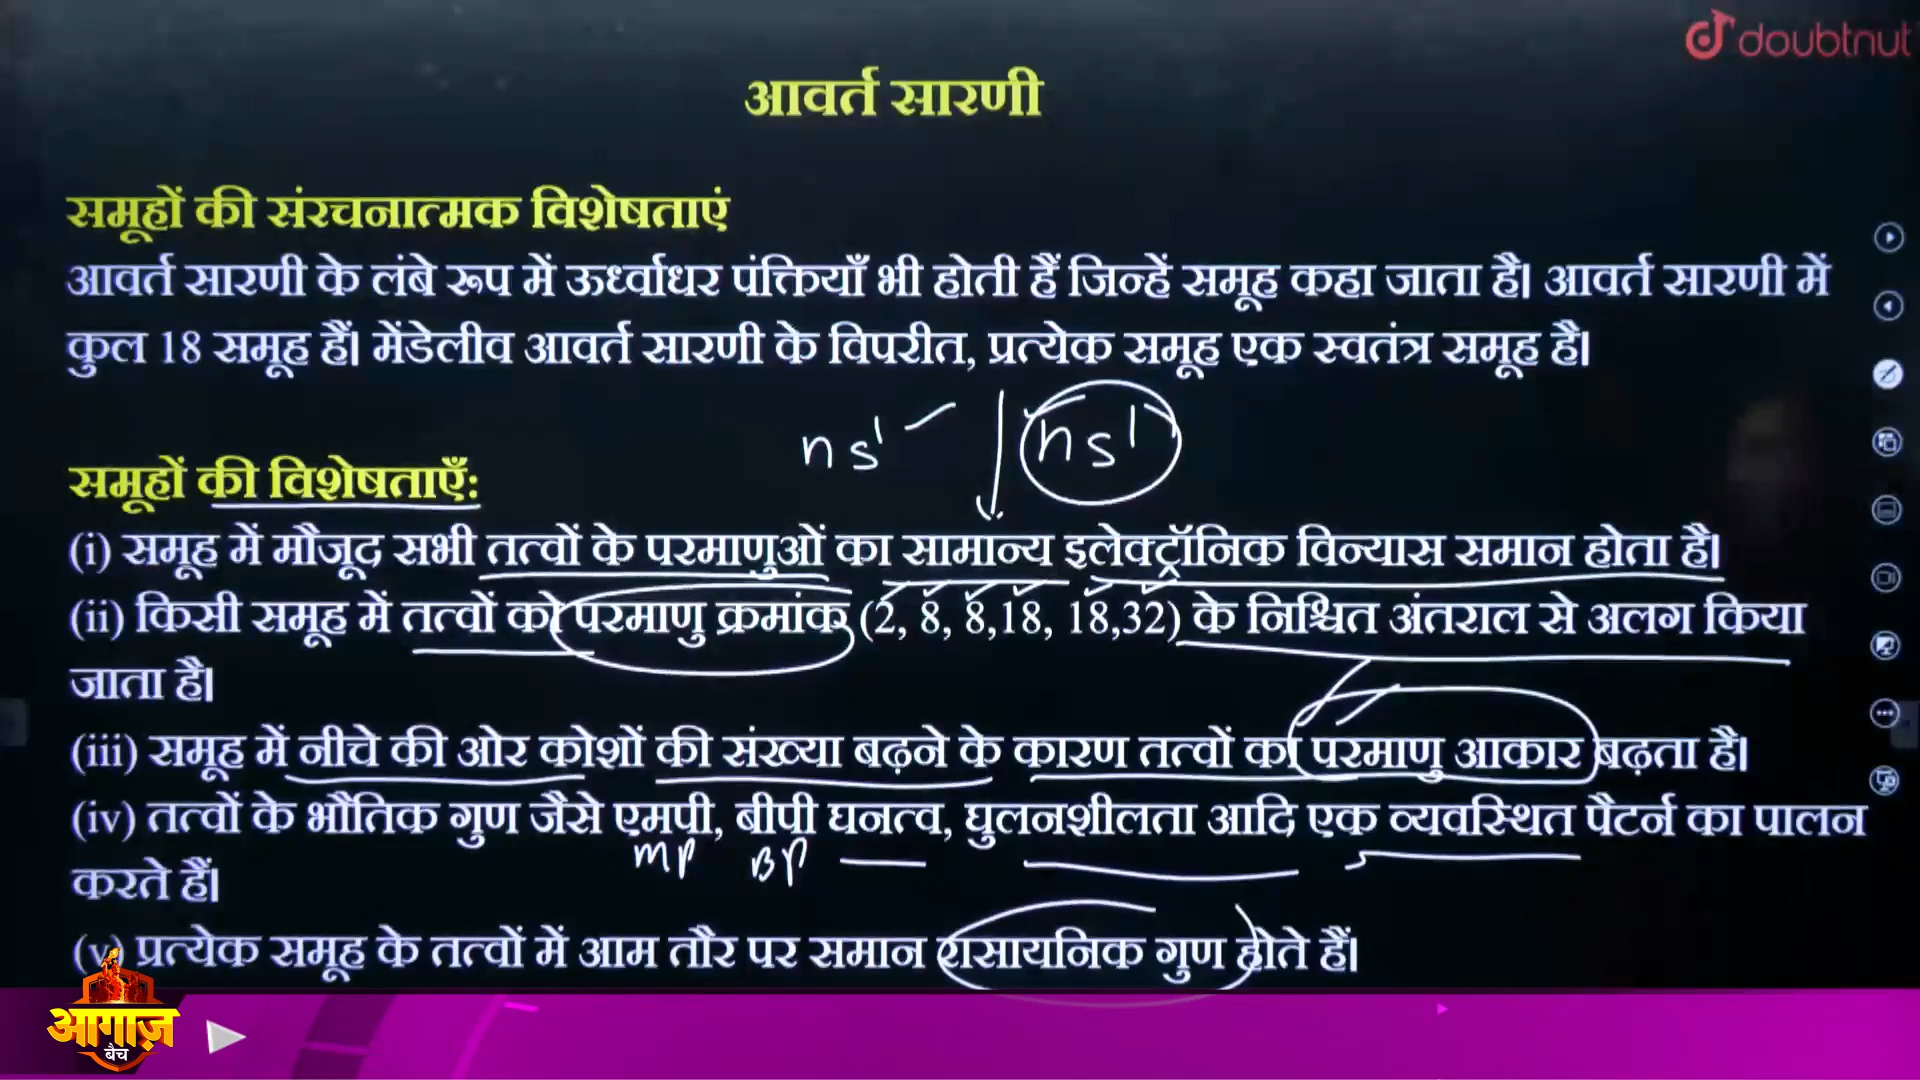 doubtnut
आवर्त सारणी
समूहों की संरचनात्मक विशेषताएं
आवर्त सारणी के लंबे रूप में ऊर्ध्वाधर पंक्तियाँ भी होती हैं जिन्हें समूह कहा जाता है। आवर्त सारणी में
कुल 18 समूह हैं। मेंडेलीव आवर्त सारणी के विपरीत, प्रत्येक समूह एक स्वतंत्र समूह है।
ns¹ ns¹
समूहों की विशेषताएँ:
(i) समूह में मौजूद सभी तत्वों के परमाणुओं का सामान्य इलेक्ट्रॉनिक विन्यास समान होता है।
(ii) किसी समूह में तत्वों को परमाणु क्रमांक (2, 8, 8,18, 18,32) के निश्चित अंतराल से अलग किया
जाता है।
(iii) समूह में नीचे की ओर कोशों की संख्या बढ़ने के कारण तत्वों का परमाणु आकार बढ़ता है।
(iv) तत्वों के भौतिक गुण जैसे एमपी, बीपी घनत्व, घुलनशीलता आदि एक व्यवस्थित पैटर्न का पालन
MP BP
करते हैं।
(v) प्रत्येक समूह के तत्वों में आम तौर पर समान रासायनिक गुण होते हैं।
आगाज़
बैच